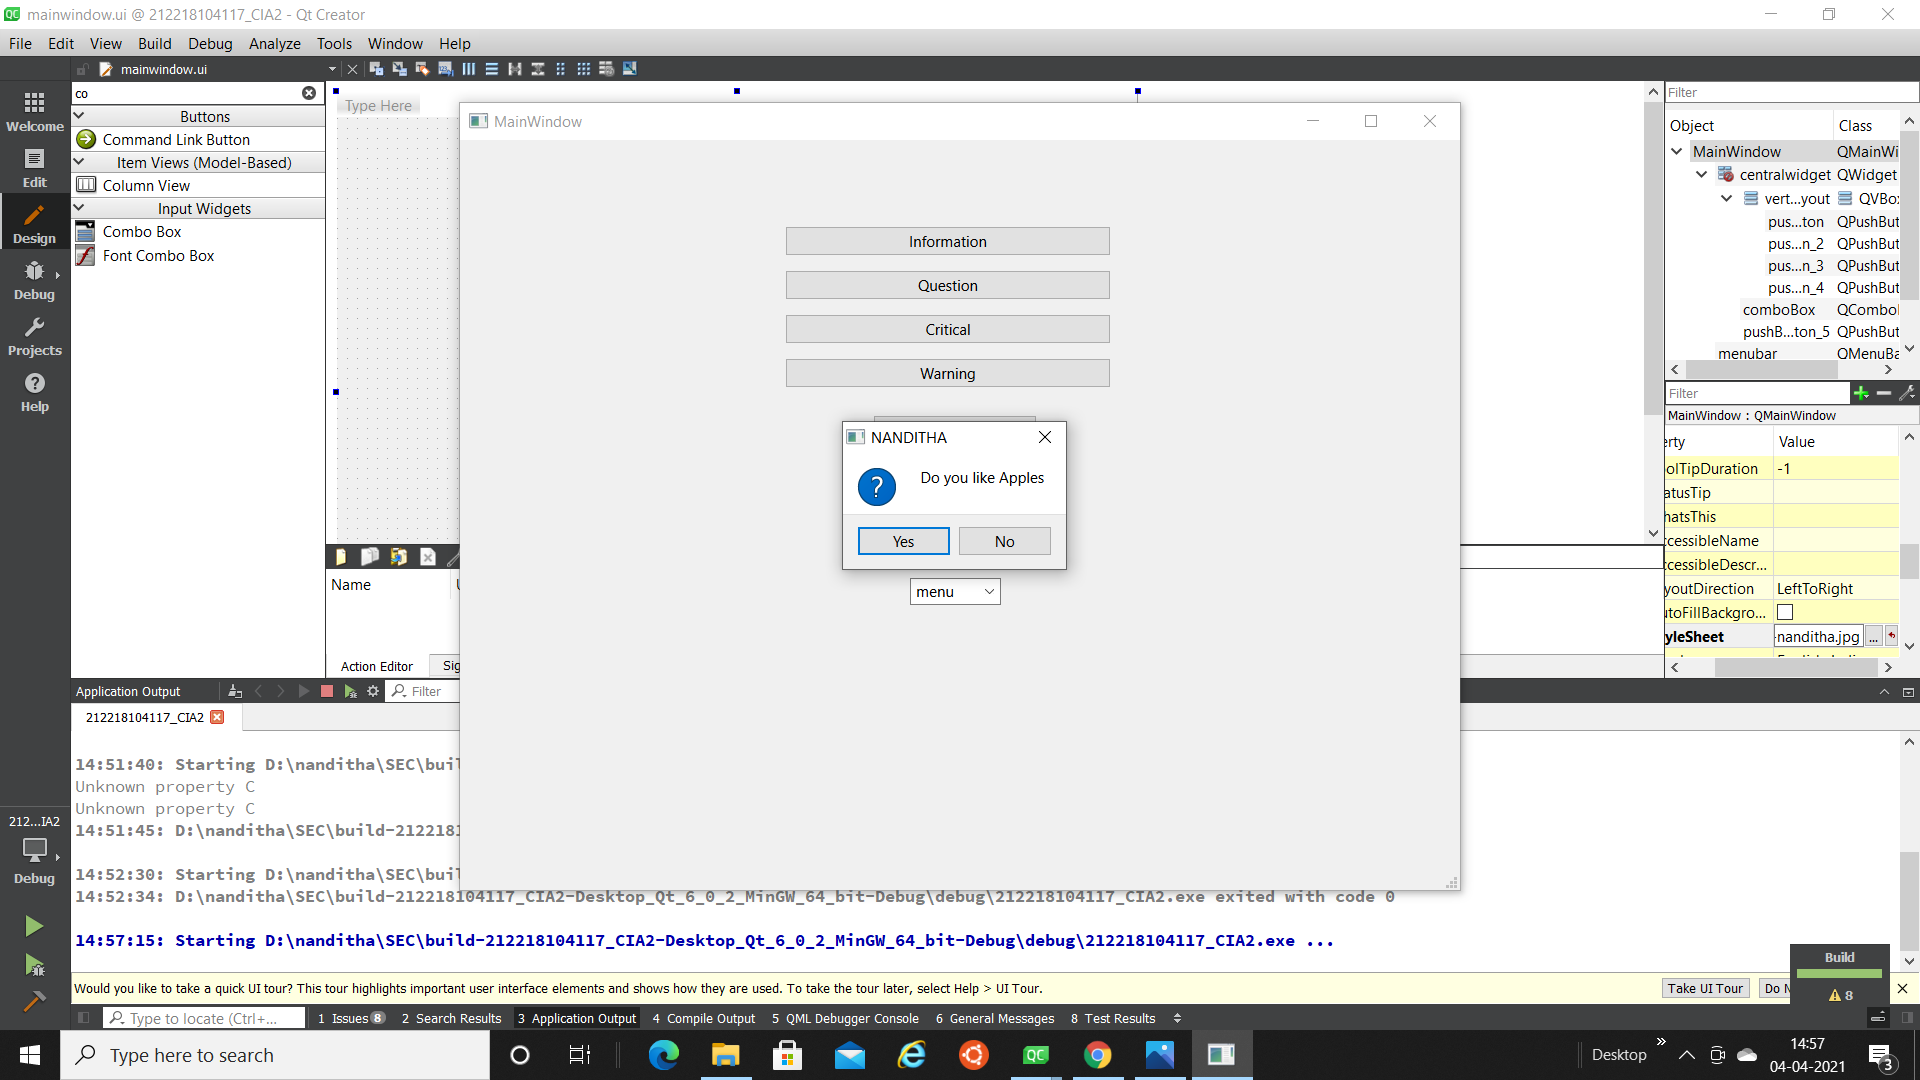 mainwindow.ui @ 212218104117_CIA2 - Qt Creator
File Edit View Build Debug Analyze Tools Window Help
mainwindow.ui
co
Buttons
Command Link Button
Item Views (Model-Based)
Column View
Input Widgets
Combo Box
Font Combo Box
Welcome
Edit
Design
Debug
Projects
Help
212...IA2
Debug
Type Here
MainWindow
Information
Question
Critical
Warning
NANDITHA
Do you like Apples
Yes No
menu
Name
Action Editor Sig
Filter
Object Class
MainWindow QMainWi
centralwidget QWidget
vert...yout QVBo
pus...ton QPushBut
pus...n_2 QPushBut
pus...n_3 QPushBut
pus...n_4 QPushBut
comboBox QCombo
pushB...ton_5 QPushBut
menubar QMenuBa
Filter
MainWindow : QMainWindow
erty Value
olTipDuration -1
atusTip
hatsThis
ccessibleName
ccessibleDescr...
youtDirection LeftToRight
utoFillBackgro...
yleSheet -nanditha.jpg ...
Application Output Filter
212218104117_CIA2
14:51:40: Starting D:\nanditha\SEC\buil
Unknown property C
Unknown property C
14:51:45: D:\nanditha\SEC\build-2122181
14:52:30: Starting D:\nanditha\SEC\buil
14:52:34: D:\nanditha\SEC\build-212218104117_CIA2-Desktop_Qt_6_0_2_MinGW_64_bit-Debug\debug\212218104117_CIA2.exe exited with code 0
14:57:15: Starting D:\nanditha\SEC\build-212218104117_CIA2-Desktop_Qt_6_0_2_MinGW_64_bit-Debug\debug\212218104117_CIA2.exe ...
Build
8
Would you like to take a quick UI tour? This tour highlights important user interface elements and shows how they are used. To take the tour later, select Help > UI Tour.
Take UI Tour Do N
Type to locate (Ctrl+... 1 Issues 8 2 Search Results 3 Application Output 4 Compile Output 5 QML Debugger Console 6 General Messages 8 Test Results
Type here to search
QC
Desktop
14:57
04-04-2021
3